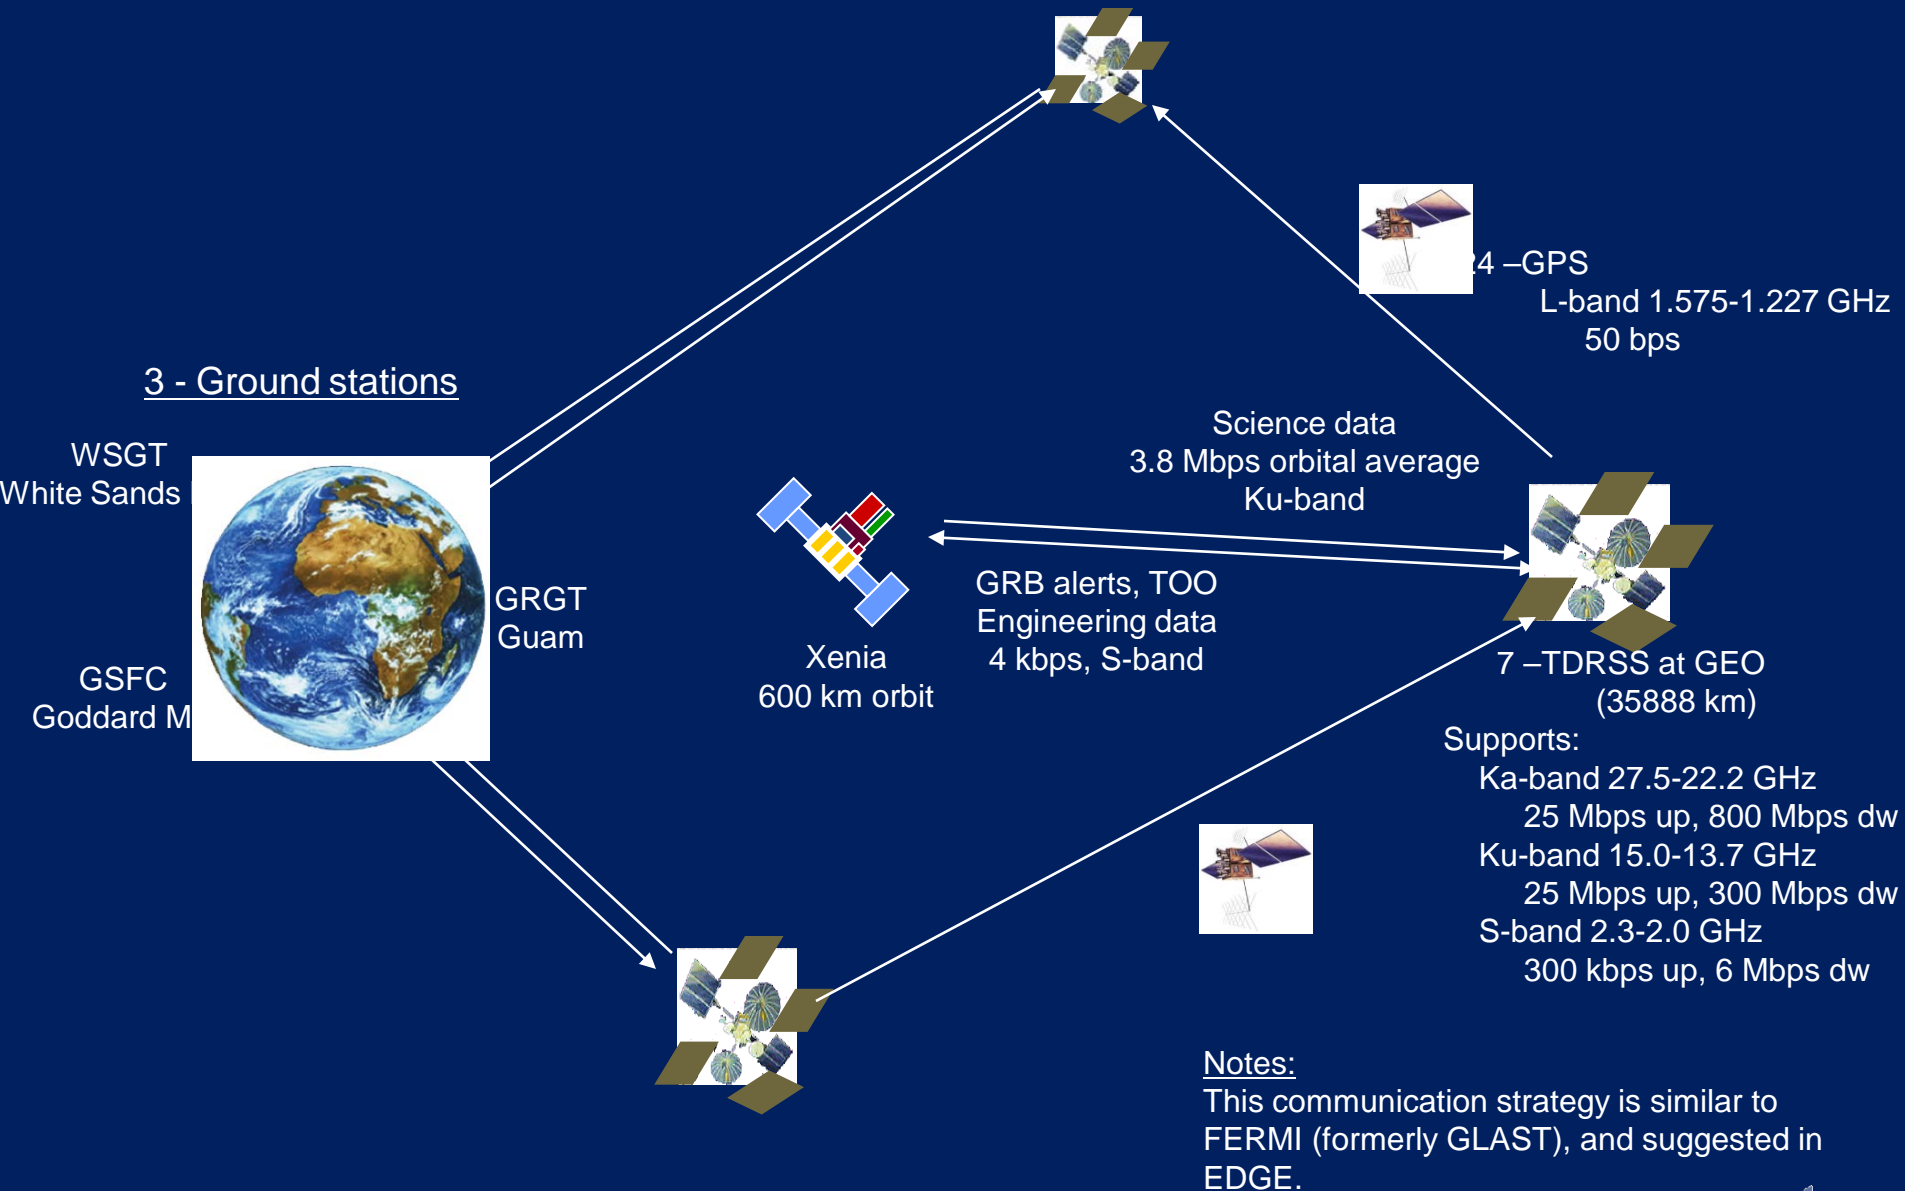 24 –GPS
L-band 1.575-1.227 GHz
50 bps
3 - Ground stations
WSGT
White Sands
GRGT
Guam
GSFC
Goddard M
Science data
3.8 Mbps orbital average
Ku-band
GRB alerts, TOO
Engineering data
4 kbps, S-band
Xenia
600 km orbit
7 –TDRSS at GEO
(35888 km)
Supports:
Ka-band 27.5-22.2 GHz
25 Mbps up, 800 Mbps dw
Ku-band 15.0-13.7 GHz
25 Mbps up, 300 Mbps dw
S-band 2.3-2.0 GHz
300 kbps up, 6 Mbps dw
Notes:
This communication strategy is similar to
FERMI (formerly GLAST), and suggested in
EDGE.